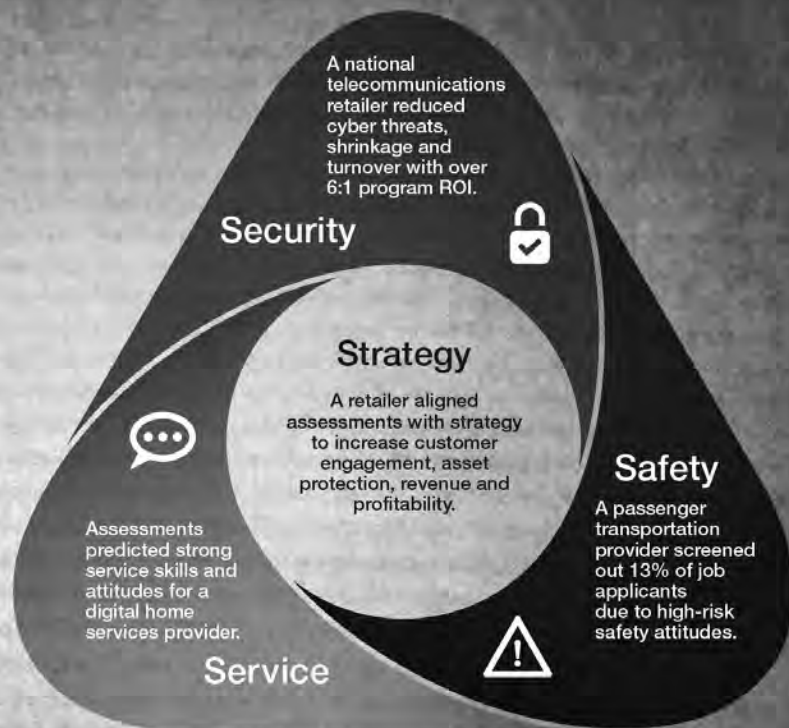 A national
telecommunications
retailer reduced
cyber threats,
shrinkage and
turnover with over
6:1 program ROI.
Security
Strategy
A retailer aligned
assessments with strategy
to increase customer
engagement, asset
protection, revenue and
profitability.
Safety
A passenger
transportation
provider screened
out 13% of job
applicants
due to high-risk
safety attitudes.
Assessments
predicted strong
service skills and
attitudes for a
digital home
services provider.
Service